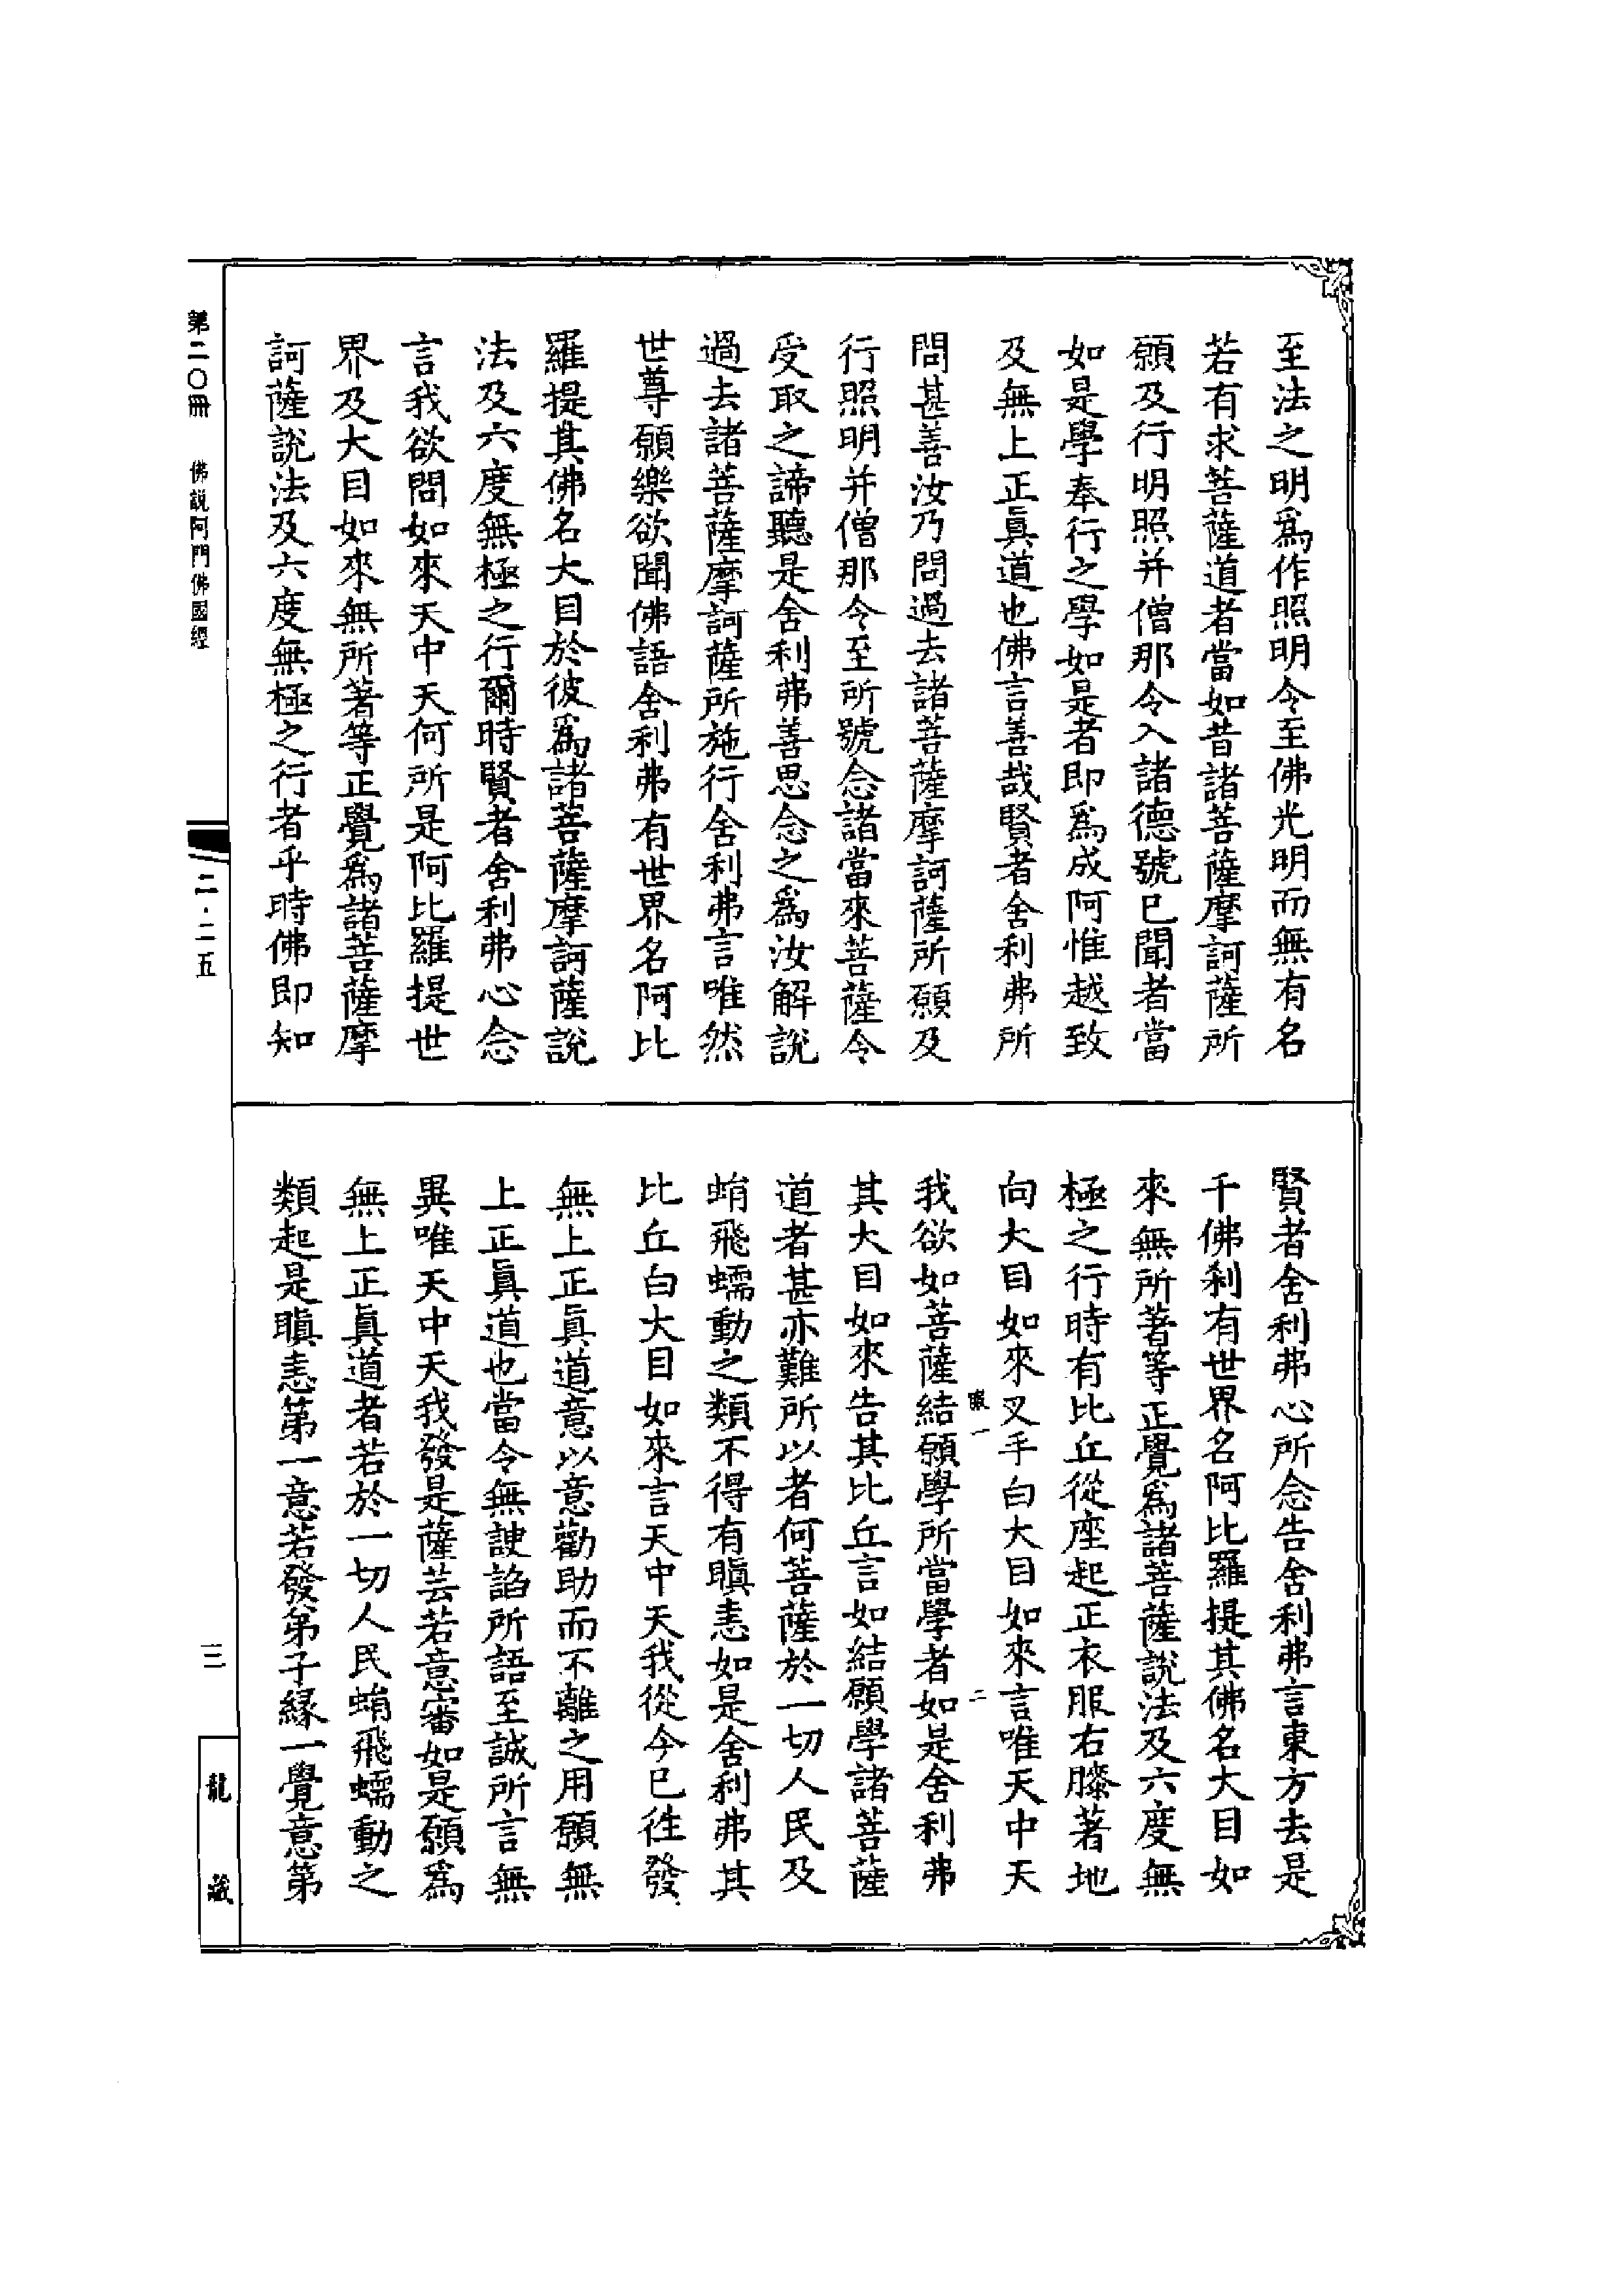 至法之明爲作照明令至佛光明而無有名
若有求菩薩道者當如昔諸菩薩摩訶薩所
願及行明照并僧那令入諸德號已聞者當
如是學奉行之學如是者即爲成阿惟越致
及無上正眞道也佛言善哉賢者舍利弗所
問甚善汝乃問過去諸菩薩摩訶薩所願及
行照明并僧那令至所號念諸當來菩薩令
受取之諦聽是舍利弗善思念之爲汝解說
過去諸菩薩摩訶薩所施行舍利弗言唯然
世尊願樂欲聞佛語舍利弗有世界名阿比
羅提其佛名大目於彼爲諸菩薩摩訶薩說
法及六度無極之行爾時賢者舍利弗心念
言我欲問如來天中天何所是阿比羅提世
界及大目如來無所著等正覺爲諸菩薩摩
訶薩說法及六度無極之行者乎時佛即知
賢者舍利弗心所念告舍利弗言東方去是
千佛剎有世界名阿比羅提其佛名大目如
來無所著等正覺爲諸菩薩說法及六度無
極之行時有比丘從座起正衣服右膝著地
向大目如來叉手白大目如來言唯天中天
我欲如菩薩結願學所當學者如是舍利弗
其大目如來告其比丘言如結願學諸菩薩
道者甚亦難所以者何菩薩於一切人民及
蜎飛蠕動之類不得有瞋恚如是舍利弗其
比丘白大目如來言天中天我從今已往發
無上正眞道意以意勸助而不離之用願無
上正眞道也當令無諛諂所語至誠所言無
異唯天中天我發是薩芸若意審如是願爲
無上正眞道者若於一切人民蜎飛蠕動之
類起是瞋恚第一意若發弟子緣一覺意第
第二〇冊 佛說阿閦佛國經
二·二五
三
龍藏